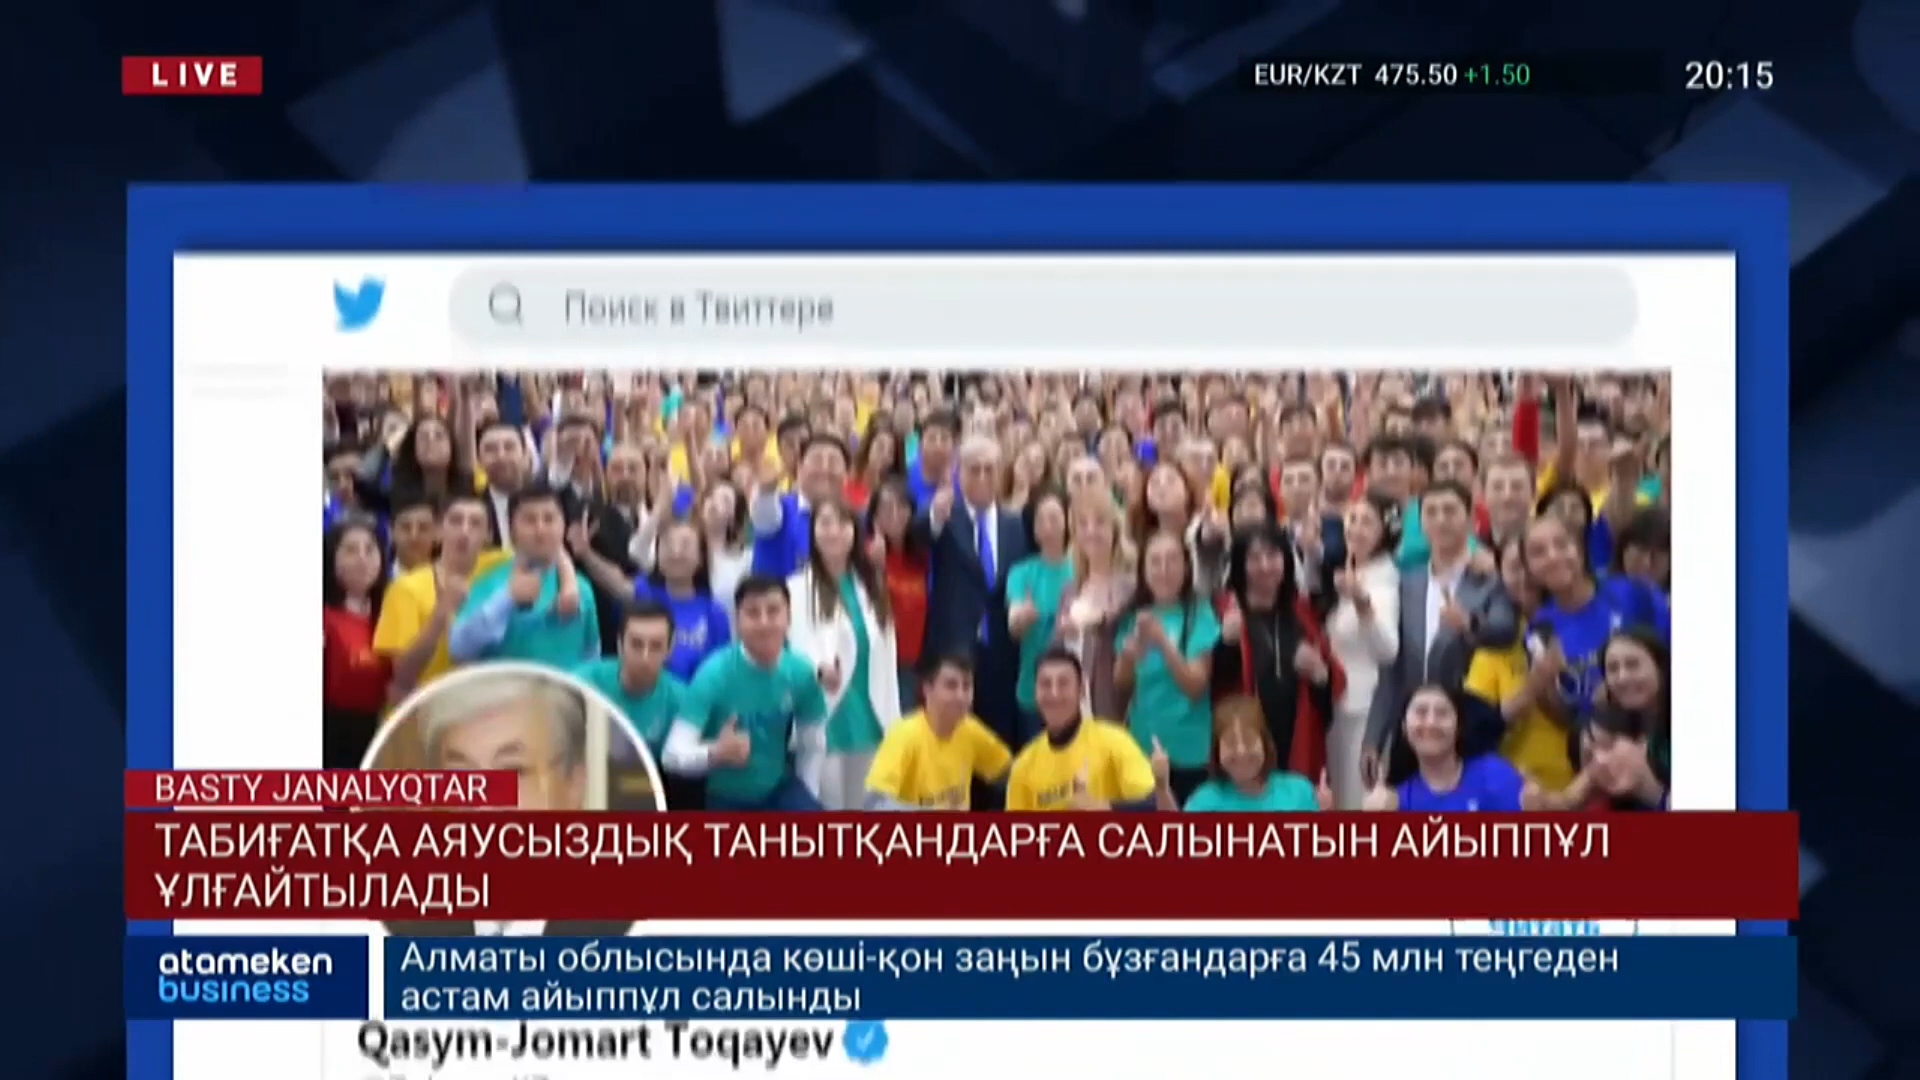 LIVE
EUR/KZT 475.50 +1.50
20:15
Поиск в Твиттере
BASTY JANALYQTAR
ТАБИҒАТҚА АЯУСЫЗДЫҚ ТАНЫТҚАНДАРҒА САЛЫНАТЫН АЙЫППҰЛ
ҰЛҒАЙТЫЛАДЫ
atameken
business
Алматы облысында көші-қон заңын бұзғандарға 45 млн теңгеден
астам айыппұл салынды
Qasym-Jomart Toqayev